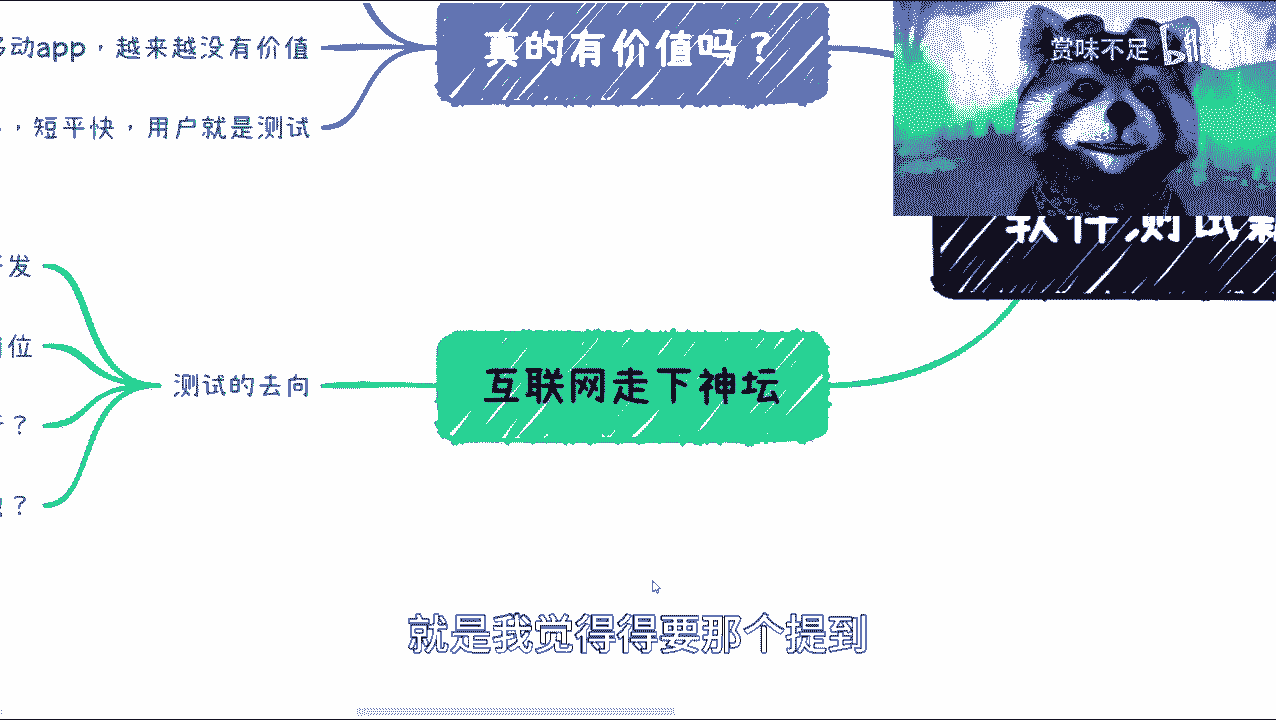 动app，越来越没有价值
真的有价值吗？
赏味不足
bili
，短平快，用户就是测试
软件测试薪
发
位
测试的去向
互联网走下神坛
？
？
就是我觉得得要那个提到